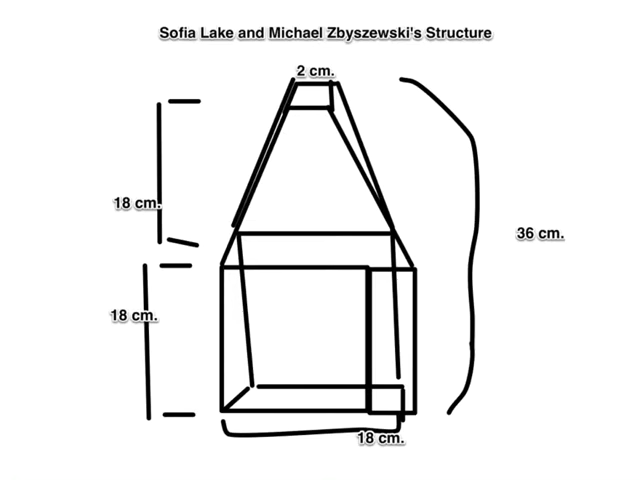 Sofia Lake and Michael Zbyszewski's Structure
2 cm.
18 cm.
36 cm.
18 cm.
18 cm.